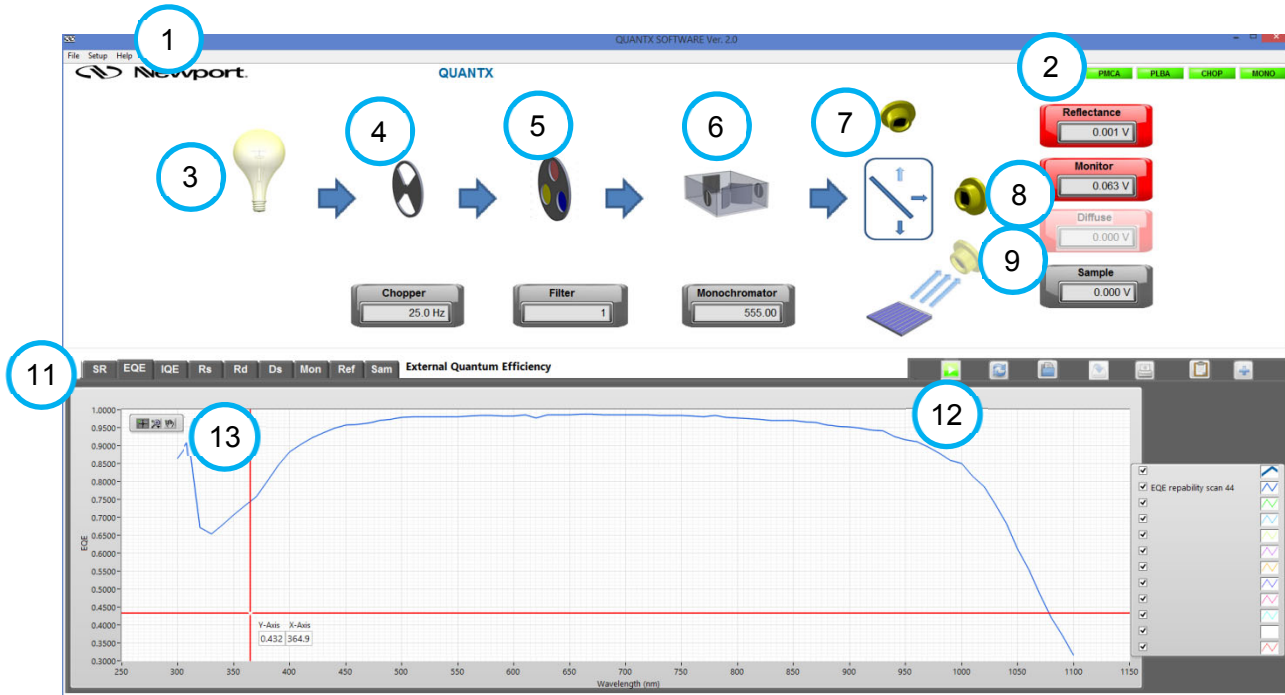 QUANTX SOFTWARE Ver. 2.0
1
File Setup Help
Newport.
QUANTX
2
PMCA PLBA CHOP MONO
3
4
5
6
7
8
9
Reflectance
0.001 V
Monitor
0.063 V
Diffuse
0.000 V
Sample
0.000 V
Chopper
25.0 Hz
Filter
1
Monochromator
555.00
11
SR EQE IQE Rs Rd Ds Mon Ref Sam External Quantum Efficiency
12
13
1.0000
0.9500
0.9000
0.8500
0.8000
0.7500
0.7000
0.6500
0.6000
0.5500
0.5000
0.4500
0.4000
0.3500
0.3000
EQE
Y-Axis X-Axis
0.432 364.9
250 300 350 400 450 500 550 600 650 700 750 800 850 900 950 1000 1050 1100 1150
Wavelength (nm)
EQE repability scan 44